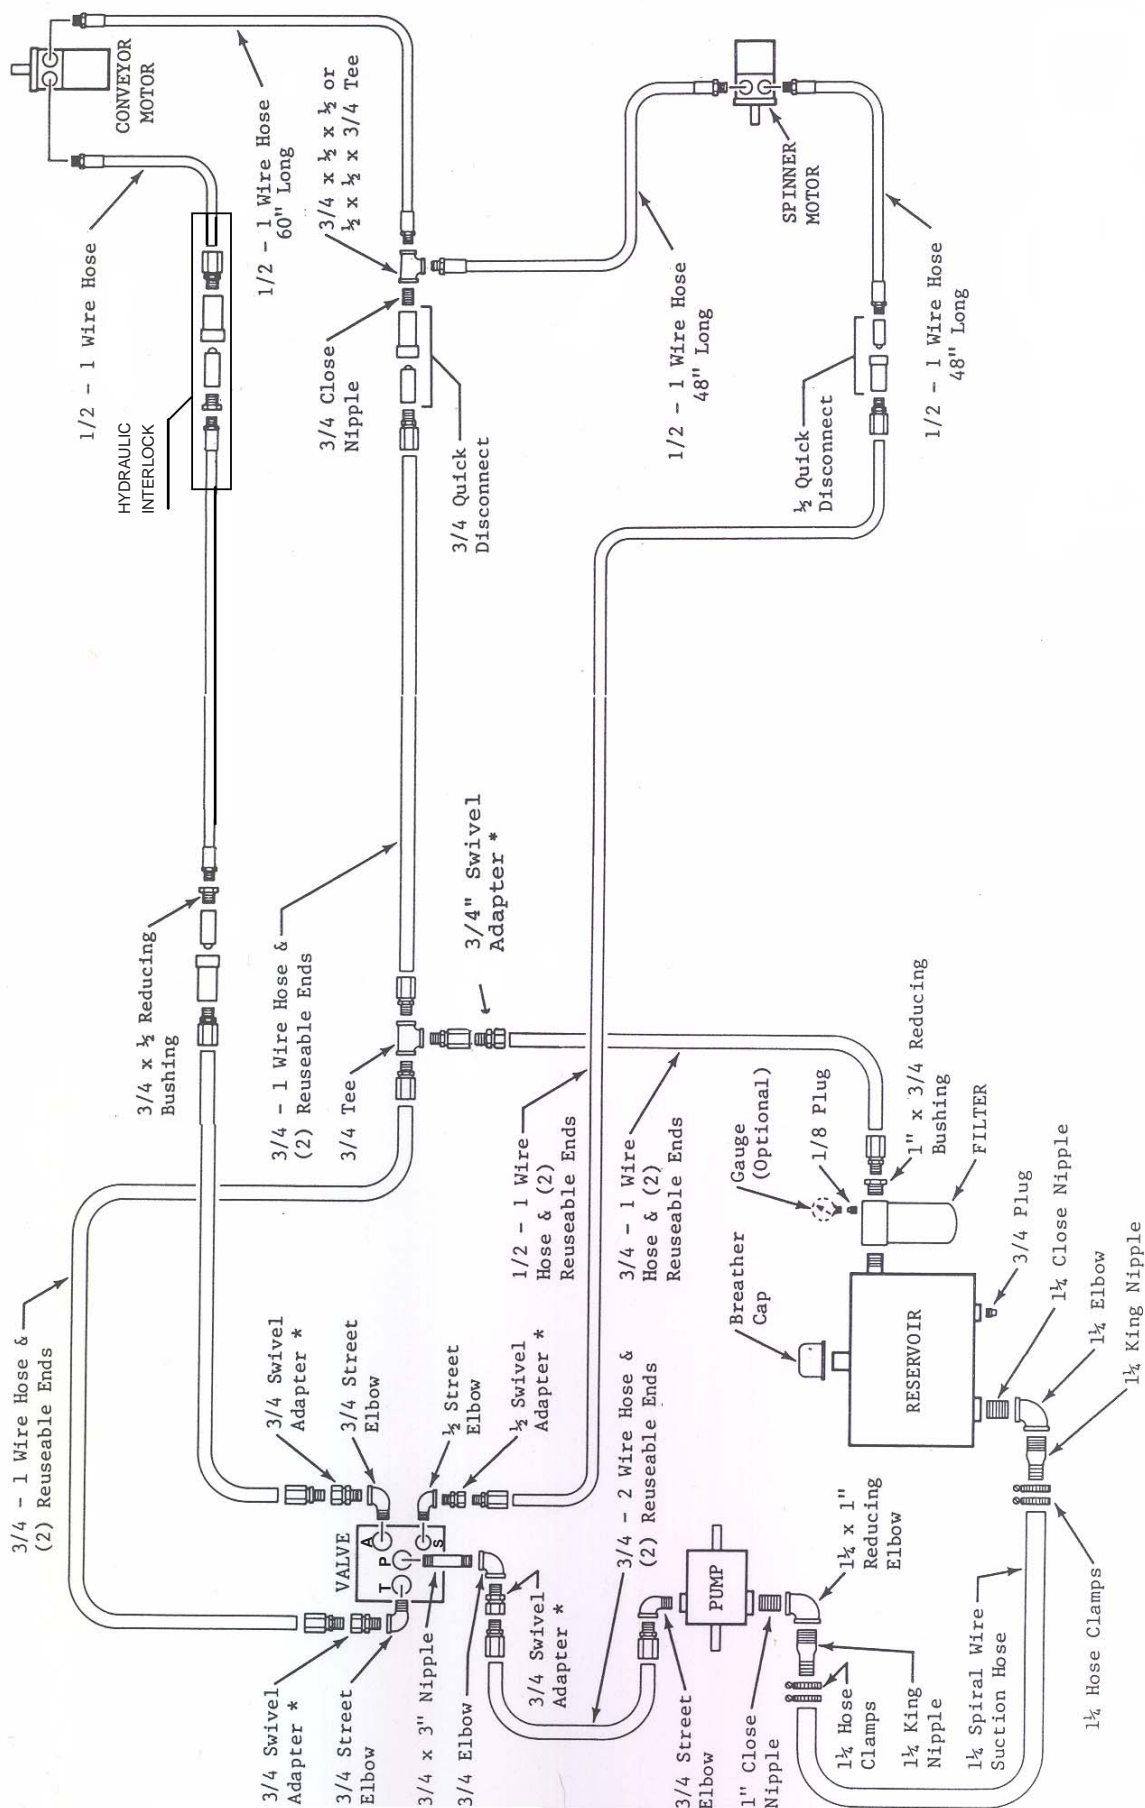 CONVEYOR
MOTOR
1/2 - 1 Wire Hose
HYDRAULIC
INTERLOCK
1/2 - 1 Wire Hose
60" Long
3/4 x ½ x ½ or
½ x ½ x 3/4 Tee
3/4 Close
Nipple
3/4 Quick
Disconnect
SPINNER
MOTOR
1/2 - 1 Wire Hose
48" Long
½ Quick
Disconnect
1/2 - 1 Wire Hose
48" Long
3/4 x ½ Reducing
Bushing
3/4 - 1 Wire Hose &
(2) Reuseable Ends
3/4 Tee
3/4" Swivel
Adapter *
3/4 - 1 Wire Hose &
(2) Reuseable Ends
3/4 Swivel
Adapter *
3/4 Street
Elbow
½ Street
Elbow
½ Swivel
Adapter *
1/2 - 1 Wire
Hose & (2)
Reuseable Ends
3/4 - 1 Wire
Hose & (2)
Reuseable Ends
Gauge
(Optional)
1/8 Plug
1" x 3/4 Reducing
Bushing
FILTER
Breather
Cap
RESERVOIR
3/4 Plug
1¼ Close Nipple
1¼ Elbow
1¼ King Nipple
VALVE
A
P
T
S
3/4 Swivel
Adapter *
3/4 Street
Elbow
3/4 x 3" Nipple
3/4 Elbow
3/4 Swivel
Adapter *
3/4 - 2 Wire Hose &
(2) Reuseable Ends
PUMP
3/4 Street
Elbow
1" Close
Nipple
1¼ x 1"
Reducing
Elbow
1¼ Hose
Clamps
1¼ King
Nipple
1¼ Spiral Wire
Suction Hose
1¼ Hose Clamps